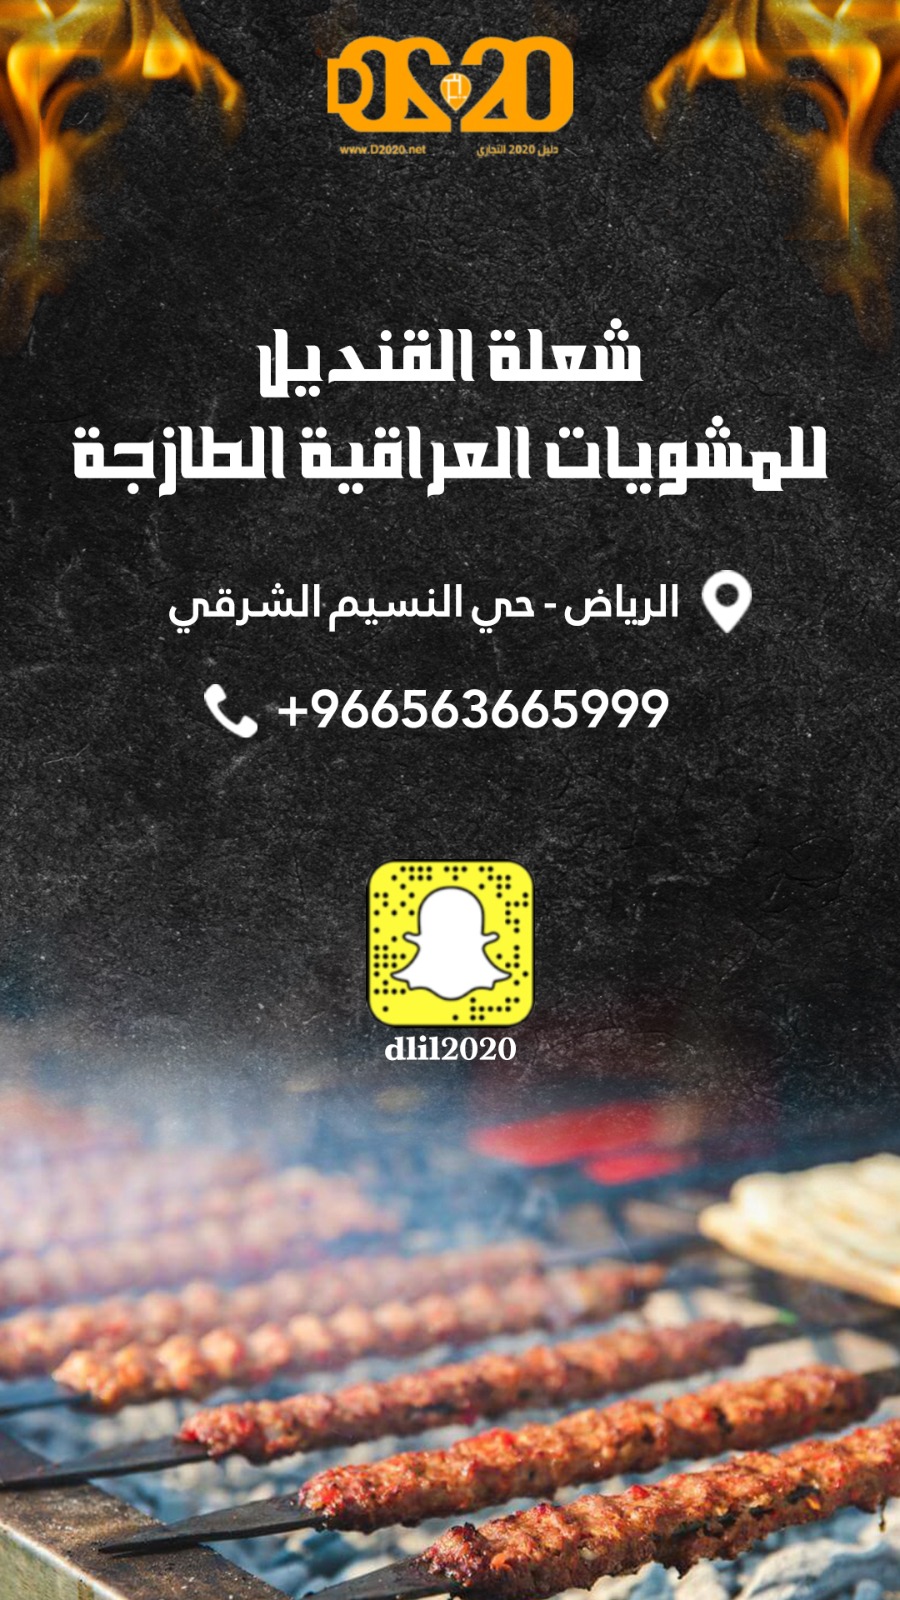 D2020
www.D2020.net
دليل 2020 التجاري
شعلة القنديل
للمشويات العراقية الطازجة
الرياض - حي النسيم الشرقي
+966563665999
dlil2020